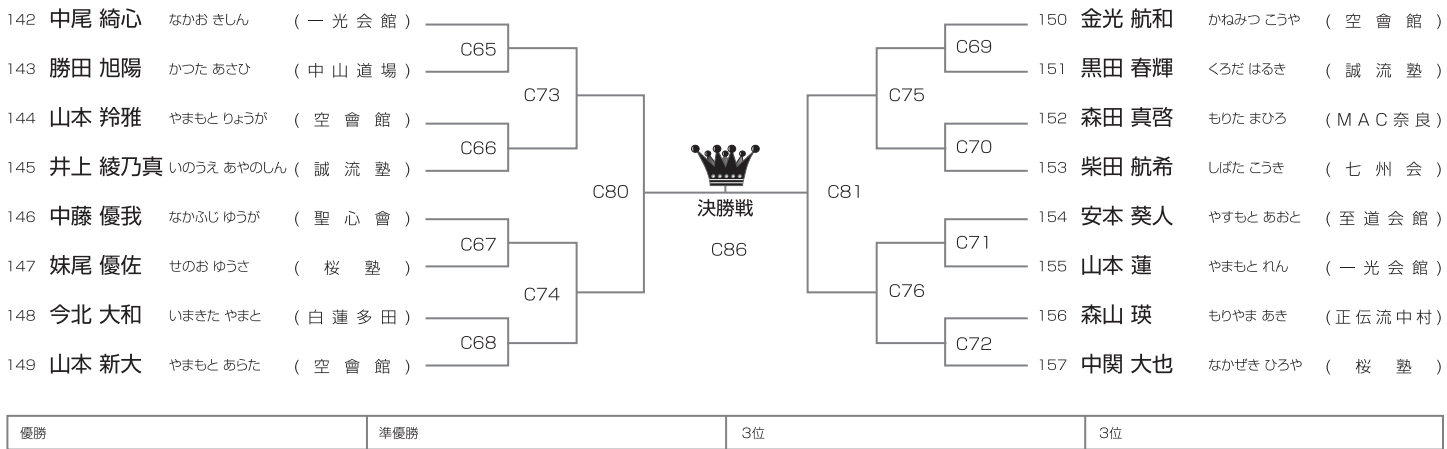 142 中尾 綺心 なかお きしん (一光会館)
C65
143 勝田 旭陽 かつた あさひ (中山道場)
C73
144 山本 羚雅 やまもと りょうが (空會館)
C66
145 井上 綾乃真 いのうえ あやのしん (誠流塾)
C80
146 中藤 優我 なかふじ ゆうが (聖心會)
C67
147 妹尾 優佐 せのお ゆうさ (桜塾)
C74
148 今北 大和 いまきた やまと (白蓮多田)
C68
149 山本 新大 やまもと あらた (空會館)
決勝戦
C86
150 金光 航和 かねみつ こうや (空會館)
C69
151 黒田 春輝 くろだ はるき (誠流塾)
C75
152 森田 真啓 もりた まひろ (MAC奈良)
C70
153 柴田 航希 しばた こうき (七州会)
C81
154 安本 葵人 やすもと あおと (至道会館)
C71
155 山本 蓮 やまもと れん (一光会館)
C76
156 森山 瑛 もりやま あき (正伝流中村)
C72
157 中関 大也 なかぜき ひろや (桜塾)
優勝 準優勝 3位 3位